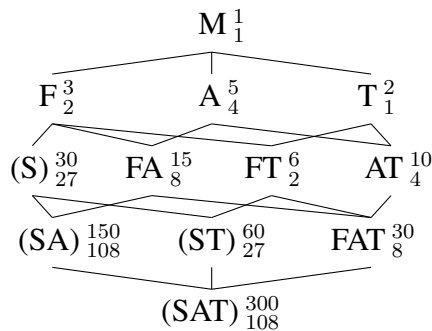 M 1 1
F 3 2 A 5 4 T 2 1
(S) 30 27 FA 15 8 FT 6 2 AT 10 4
(SA) 150 108 (ST) 60 27 FAT 30 8
(SAT) 300 108